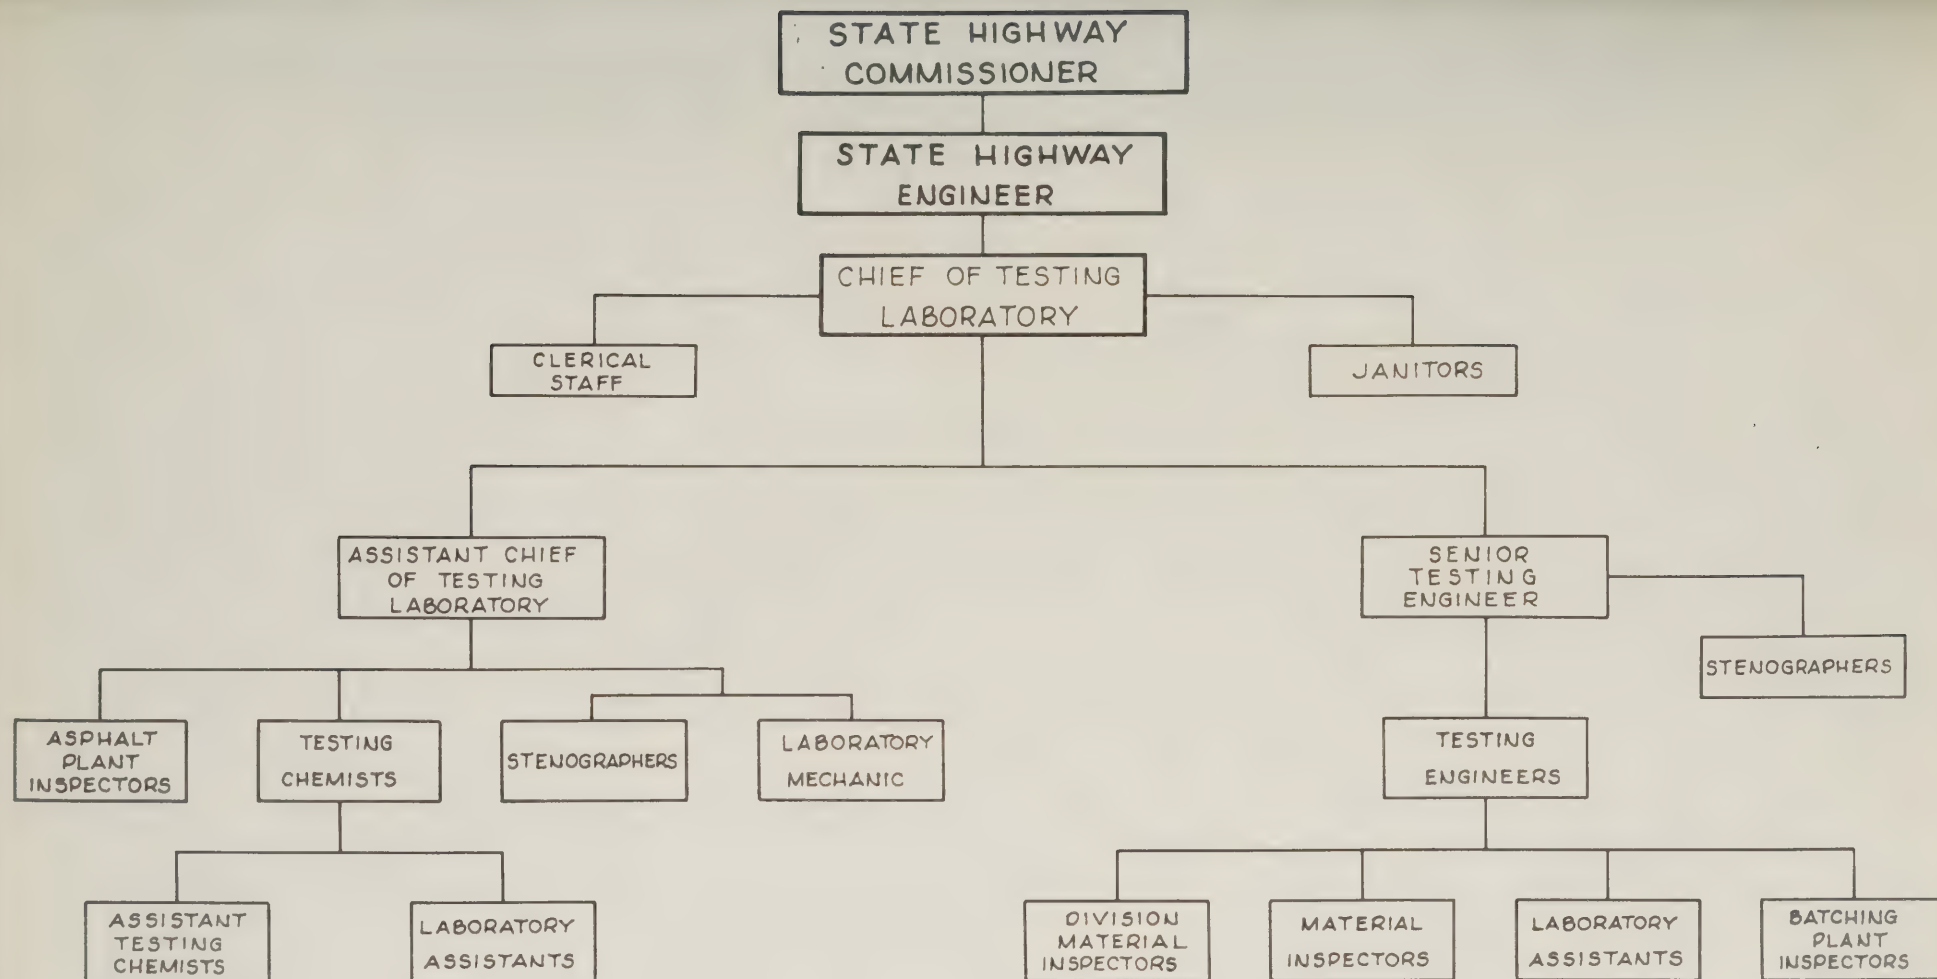 STATE HIGHWAY
COMMISSIONER
STATE HIGHWAY
ENGINEER
CHIEF OF TESTING
LABORATORY
CLERICAL
STAFF
JANITORS
ASSISTANT CHIEF
OF TESTING
LABORATORY
SENIOR
TESTING
ENGINEER
STENOGRAPHERS
ASPHALT
PLANT
INSPECTORS
TESTING
CHEMISTS
STENOGRAPHERS
LABORATORY
MECHANIC
TESTING
ENGINEERS
ASSISTANT
TESTING
CHEMISTS
LABORATORY
ASSISTANTS
DIVISION
MATERIAL
INSPECTORS
MATERIAL
INSPECTORS
LABORATORY
ASSISTANTS
BATCHING
PLANT
INSPECTORS